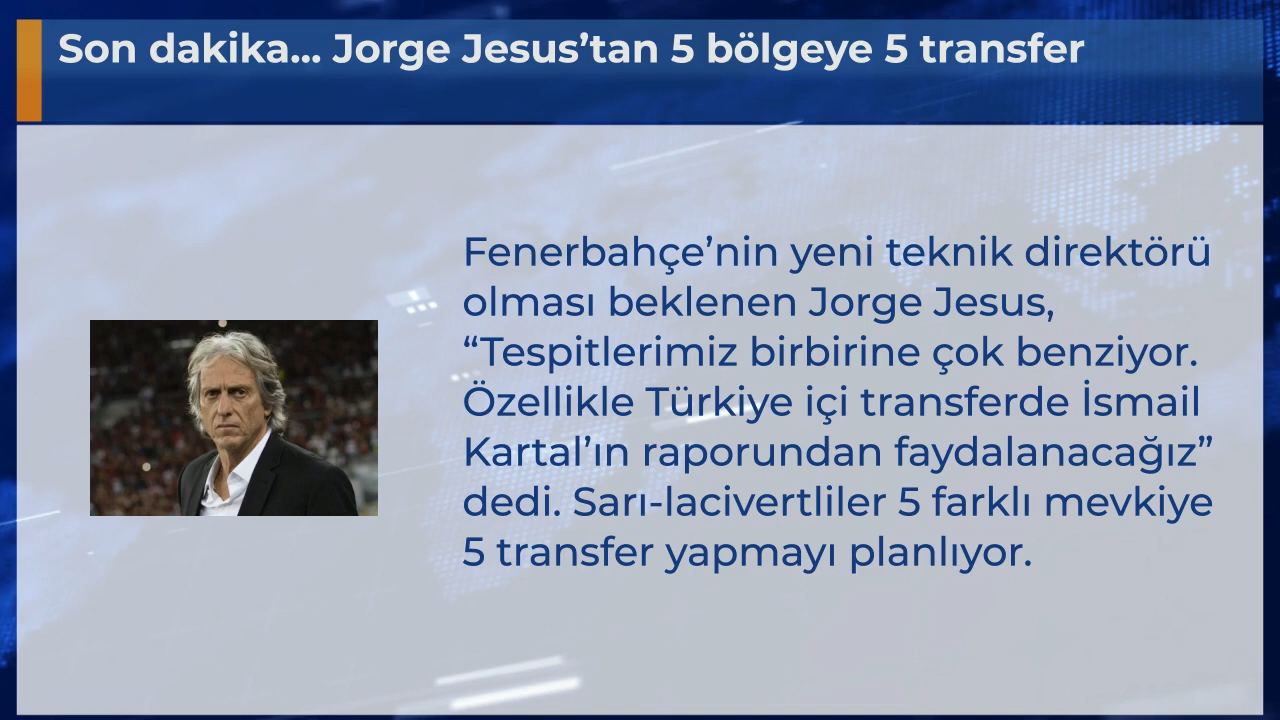 Son dakika... Jorge Jesus’tan 5 bölgeye 5 transfer
Fenerbahçe’nin yeni teknik direktörü
olması beklenen Jorge Jesus,
“Tespitlerimiz birbirine çok benziyor.
Özellikle Türkiye içi transferde İsmail
Kartal’ın raporundan faydalanacağız”
dedi. Sarı-lacivertliler 5 farklı mevkiye
5 transfer yapmayı planlıyor.